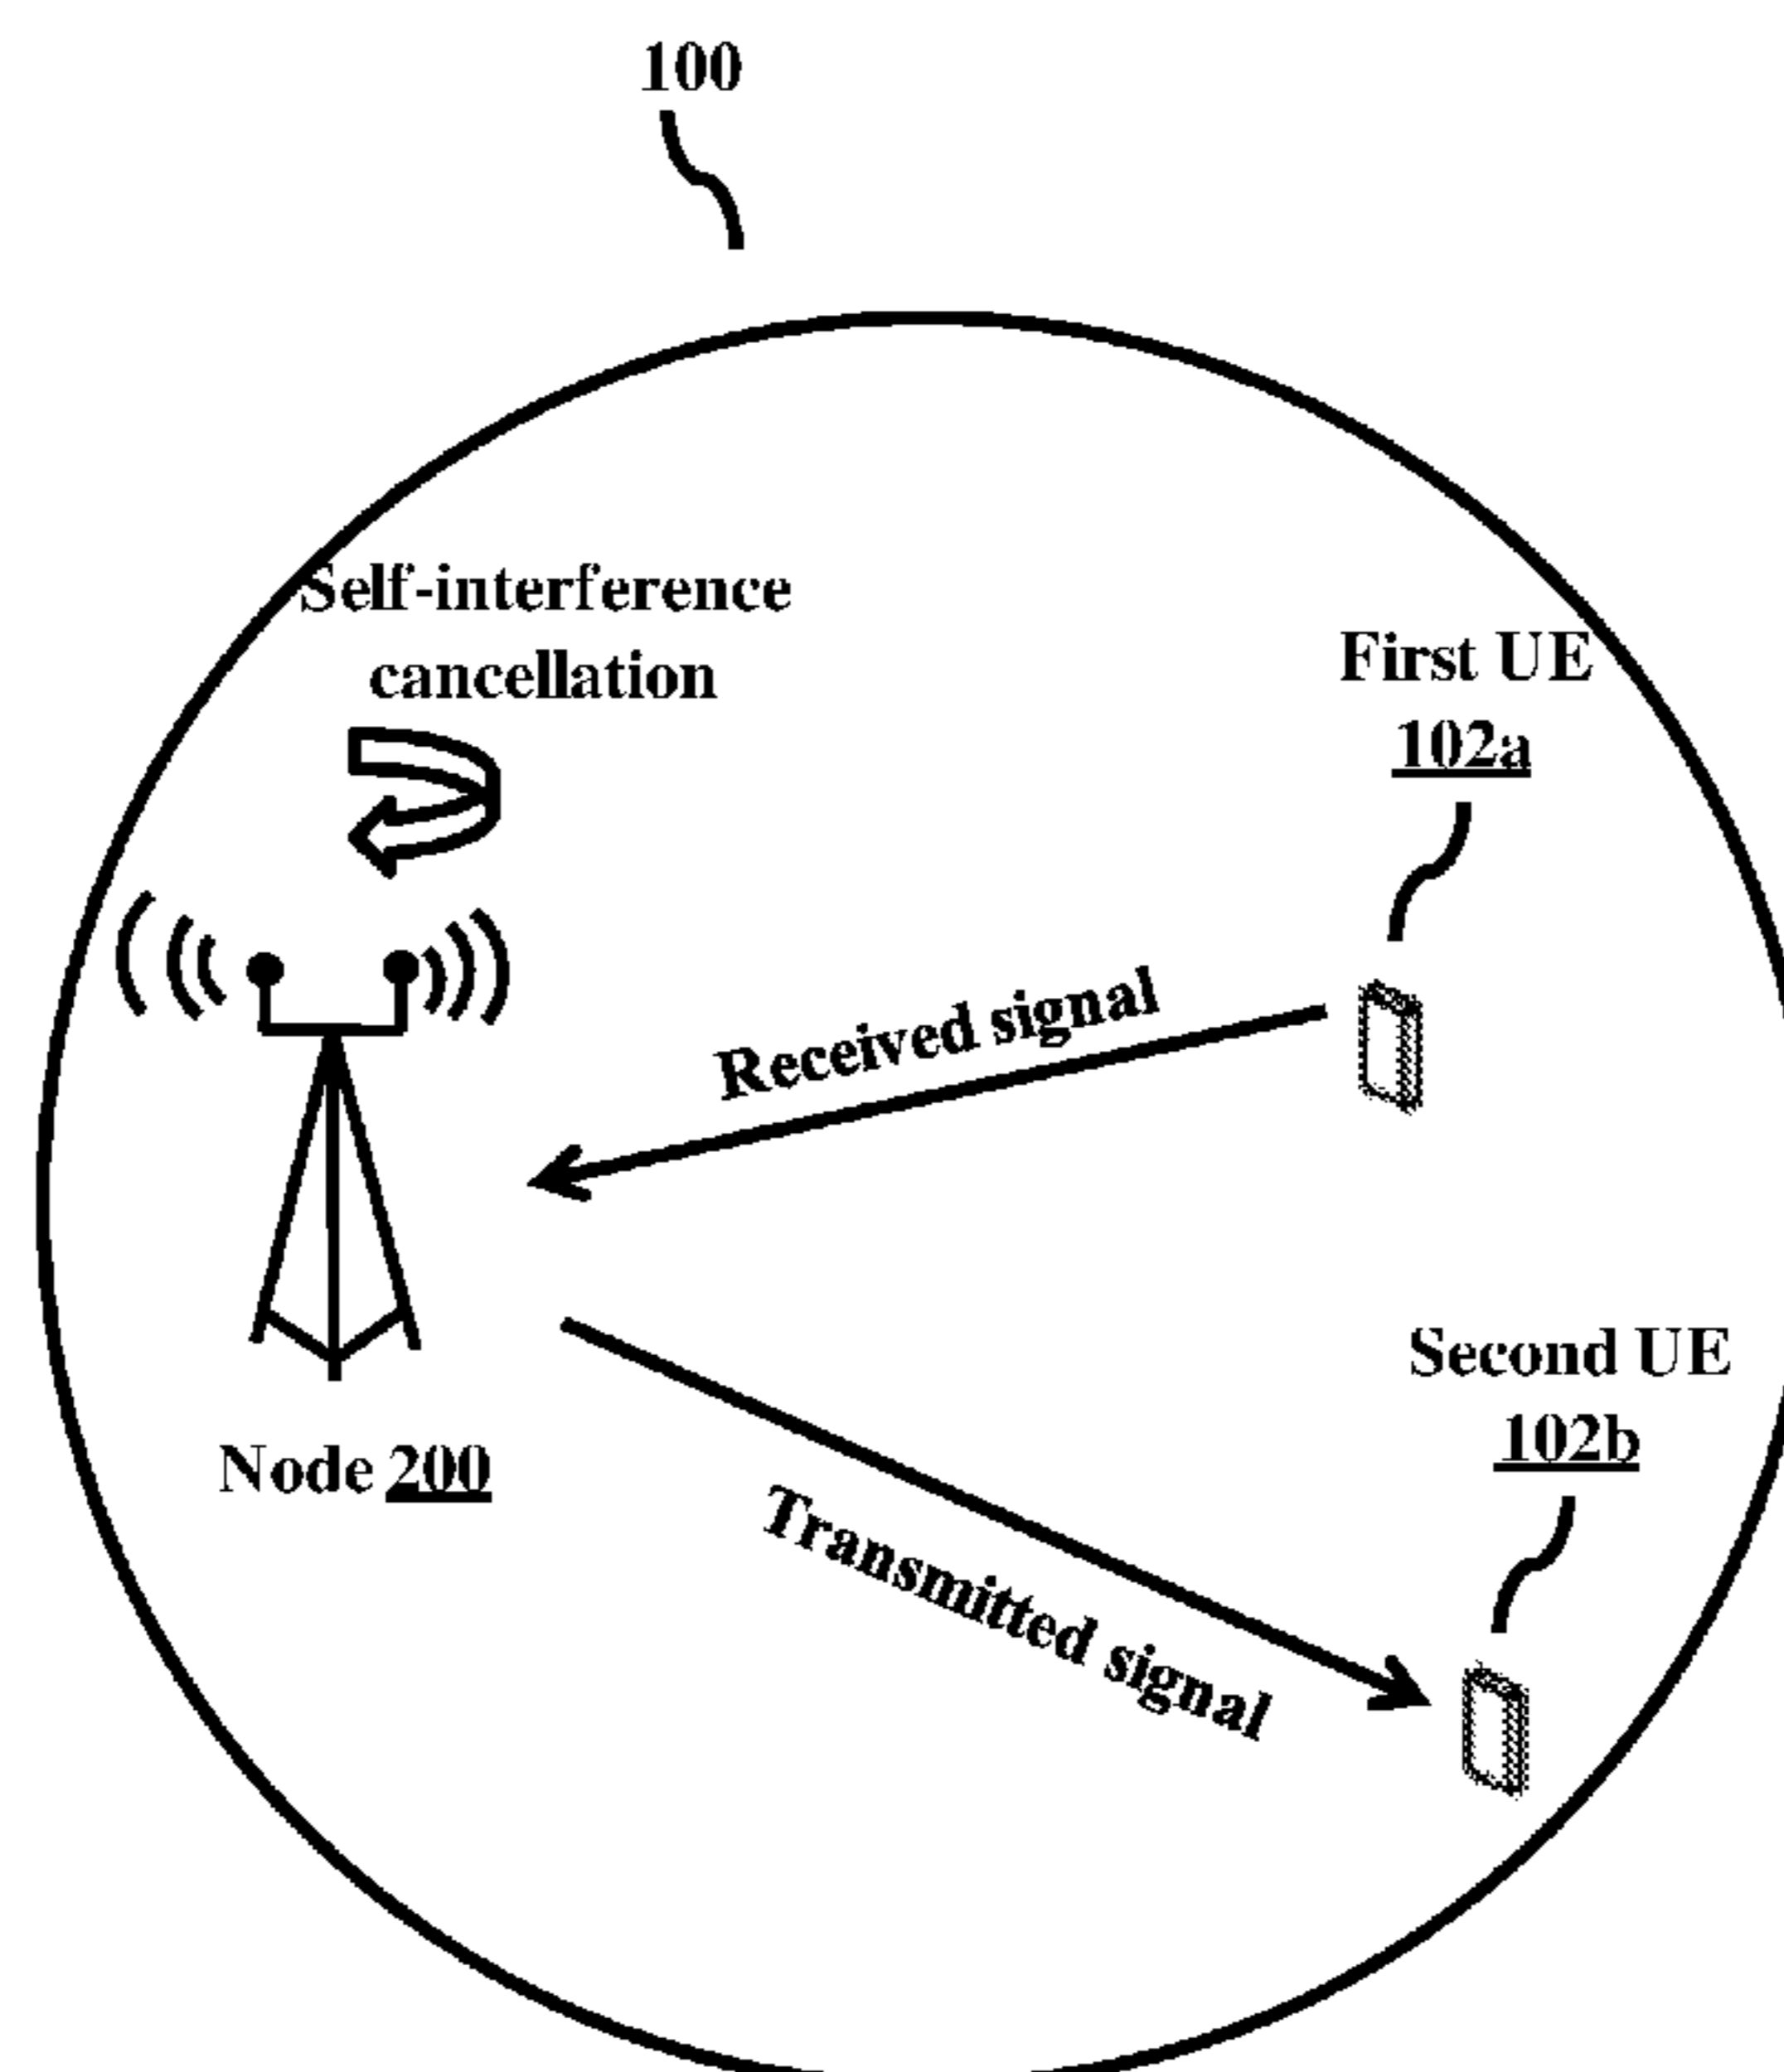 100
Self-interference
cancellation
First UE
102a
Received signal
Second UE
102b
Node 200
Transmitted signal